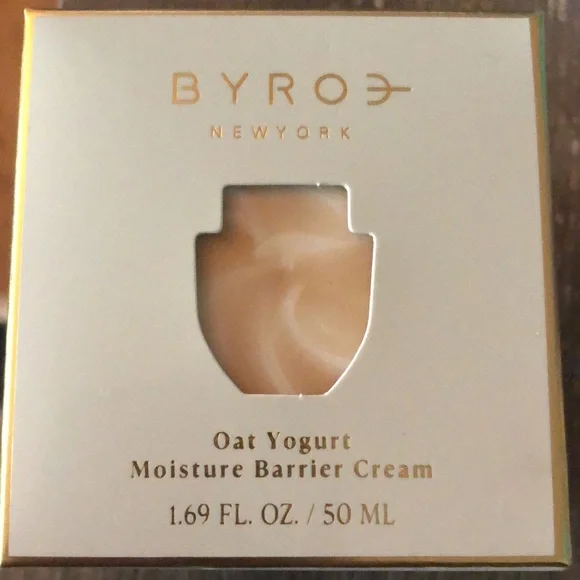 BYROE
NEWYORK
Oat Yogurt
Moisture Barrier Cream
1.69 FL. OZ. / 50 ML